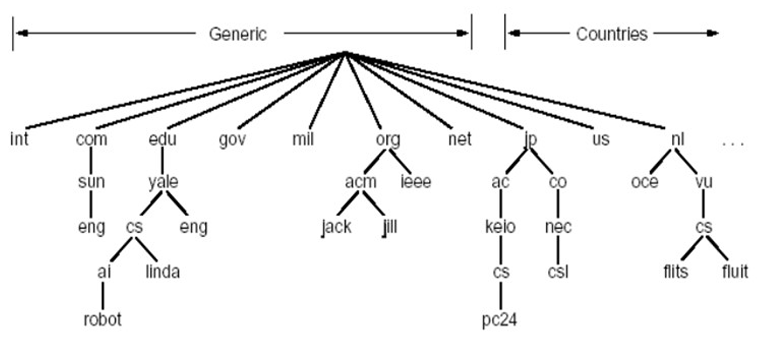 Generic Countries
int com edu gov mil org net jp us nl . . .
sun yale acm ieee ac co oce vu
eng cs eng jack jill keio nec cs
ai linda cs csl flits fluit
robot pc24